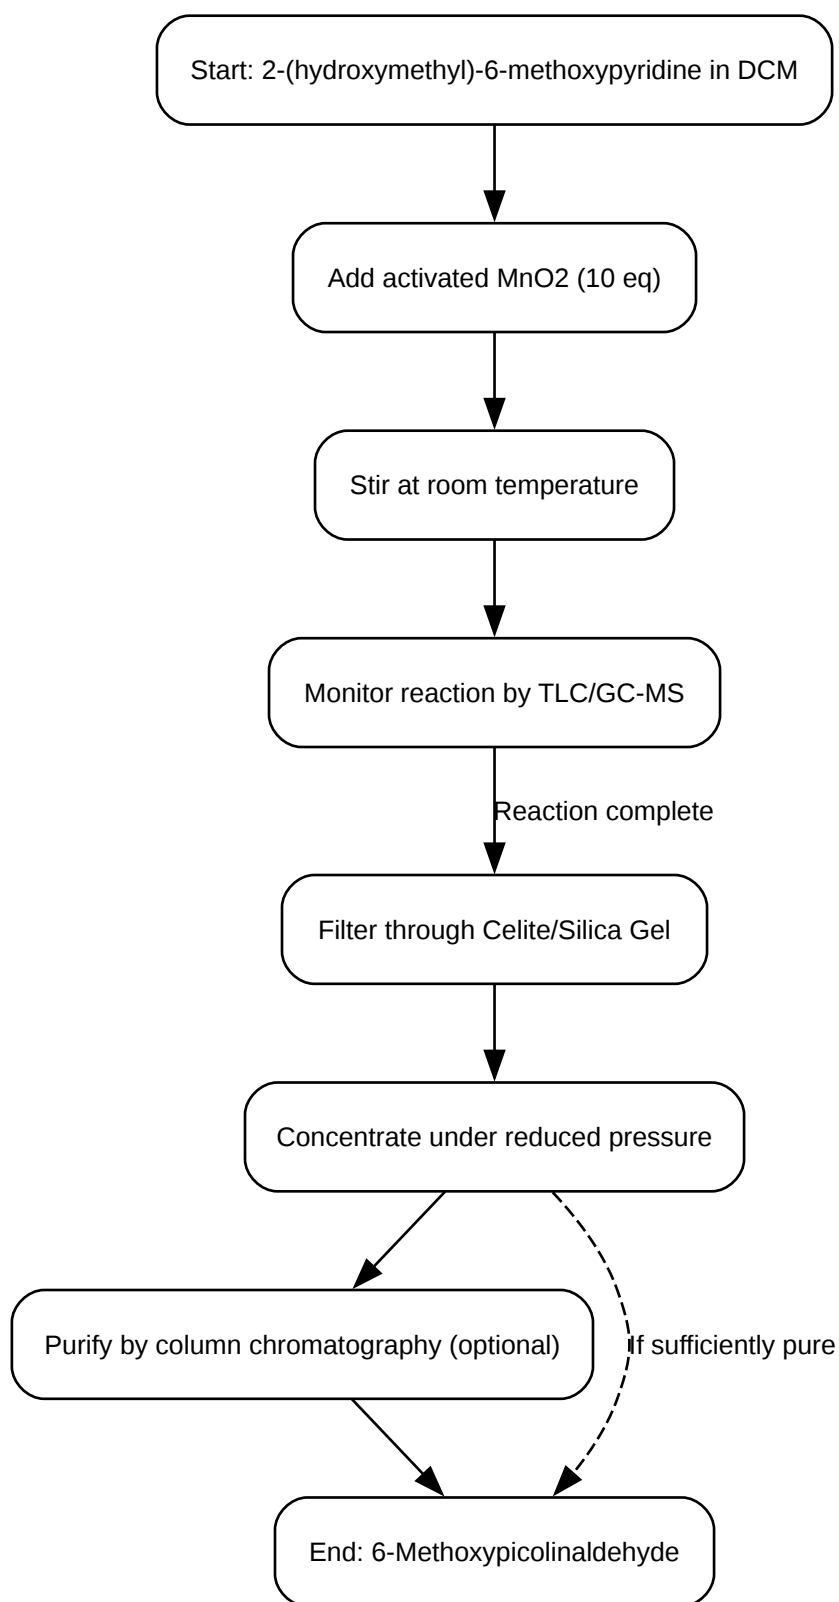 Start: 2-(hydroxymethyl)-6-methoxypyridine in DCM
Add activated MnO2 (10 eq)
Stir at room temperature
Monitor reaction by TLC/GC-MS
Reaction complete
Filter through Celite/Silica Gel
Concentrate under reduced pressure
Purify by column chromatography (optional)
If sufficiently pure
End: 6-Methoxypicolinaldehyde